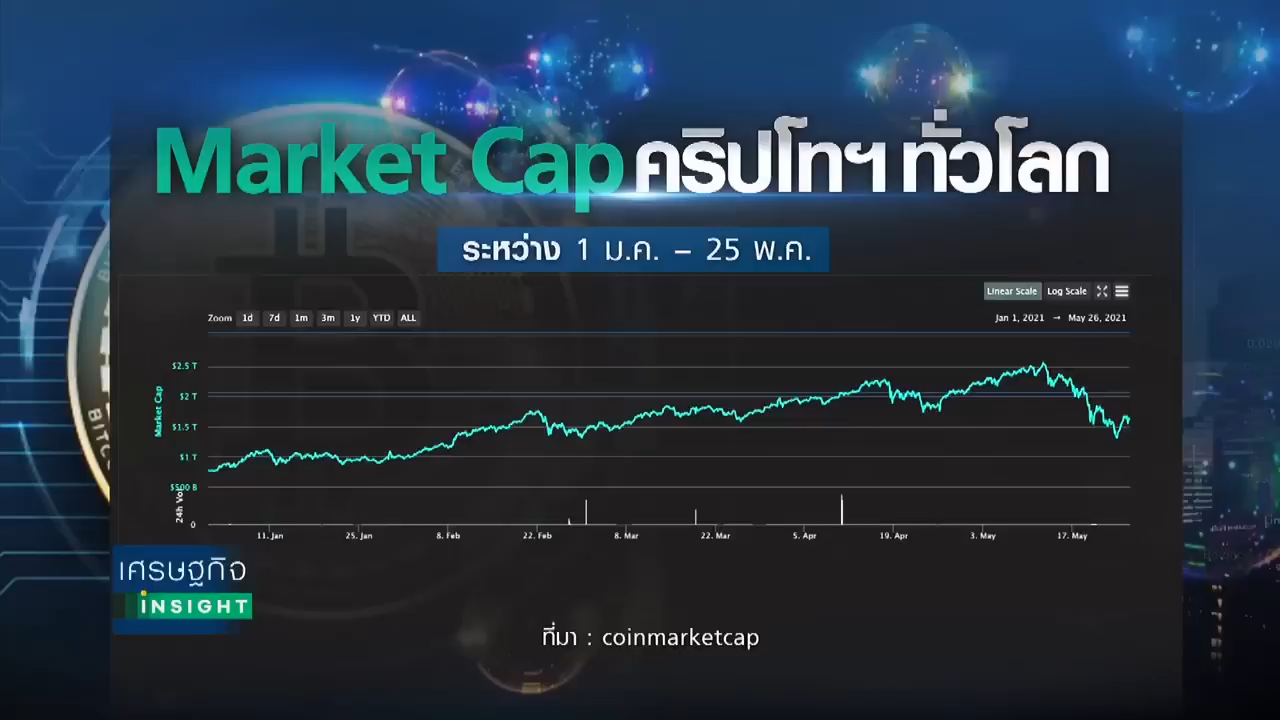 Market Cap คริปโทฯ ทั่วโลก
ระหว่าง 1 ม.ค. – 25 พ.ค.
Linear Scale Log Scale
Zoom 1d 7d 1m 3m 1y YTD ALL
Jan 1, 2021 → May 26, 2021
Market Cap
$2.5 T
$2 T
$1.5 T
$1 T
$500 B
24h Vol
0
11. Jan 25. Jan 8. Feb 22. Feb 8. Mar 22. Mar 5. Apr 19. Apr 3. May 17. May
เศรษฐกิจ
INSIGHT
ที่มา : coinmarketcap